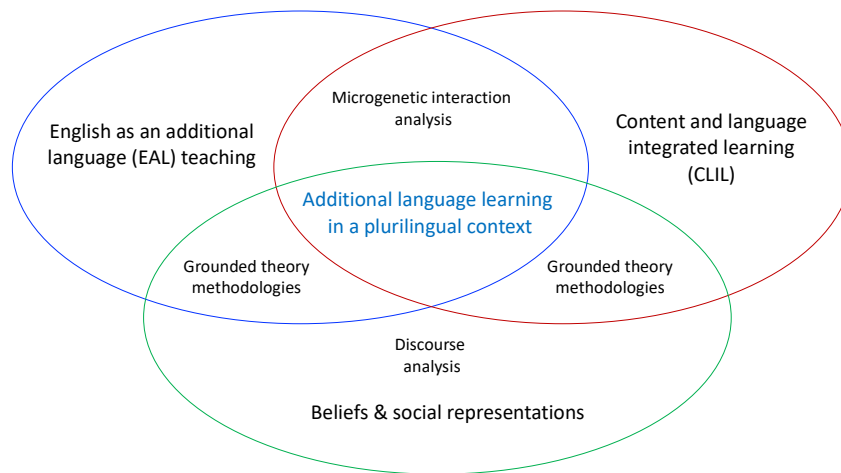 Microgenetic interaction
analysis
English as an additional
language (EAL) teaching
Content and language
integrated learning
(CLIL)
Additional language learning
in a plurilingual context
Grounded theory
methodologies
Grounded theory
methodologies
Discourse
analysis
Beliefs & social representations